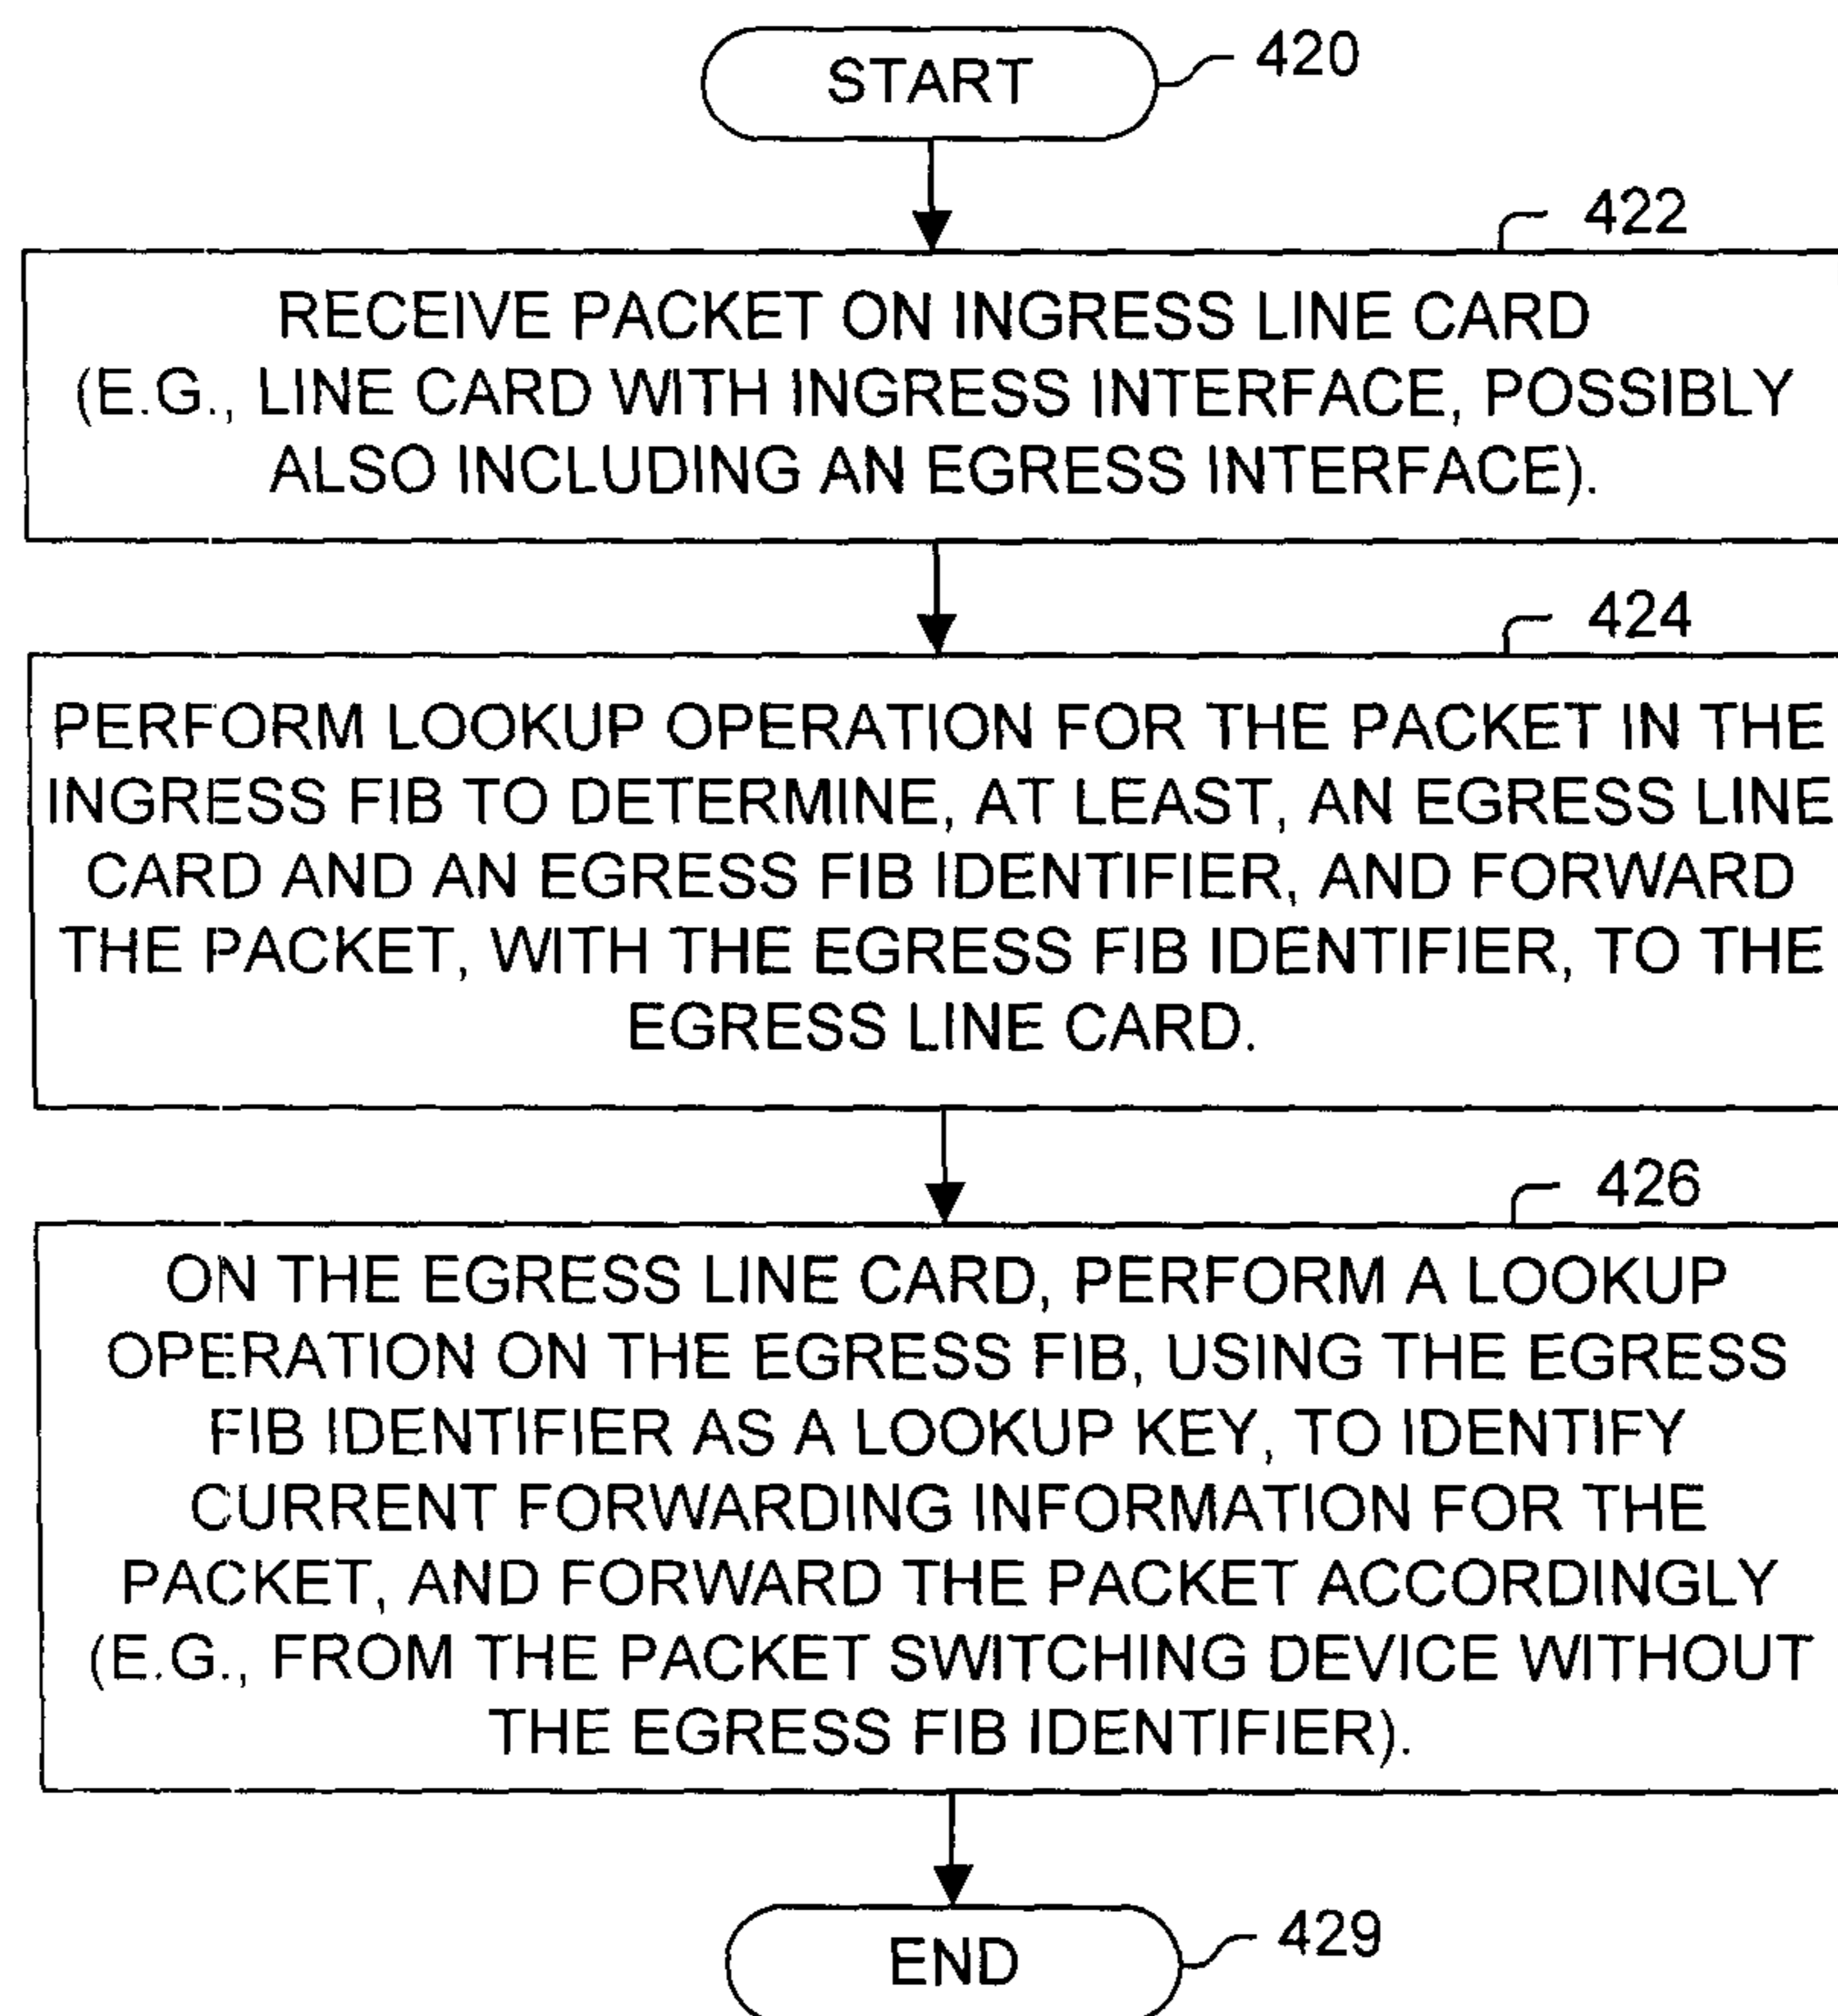 START
420
422
RECEIVE PACKET ON INGRESS LINE CARD
(E.G., LINE CARD WITH INGRESS INTERFACE, POSSIBLY
ALSO INCLUDING AN EGRESS INTERFACE).
424
PERFORM LOOKUP OPERATION FOR THE PACKET IN THE
INGRESS FIB TO DETERMINE, AT LEAST, AN EGRESS LINE
CARD AND AN EGRESS FIB IDENTIFIER, AND FORWARD
THE PACKET, WITH THE EGRESS FIB IDENTIFIER, TO THE
EGRESS LINE CARD.
426
ON THE EGRESS LINE CARD, PERFORM A LOOKUP
OPERATION ON THE EGRESS FIB, USING THE EGRESS
FIB IDENTIFIER AS A LOOKUP KEY, TO IDENTIFY
CURRENT FORWARDING INFORMATION FOR THE
PACKET, AND FORWARD THE PACKET ACCORDINGLY
(E.G., FROM THE PACKET SWITCHING DEVICE WITHOUT
THE EGRESS FIB IDENTIFIER).
END
429